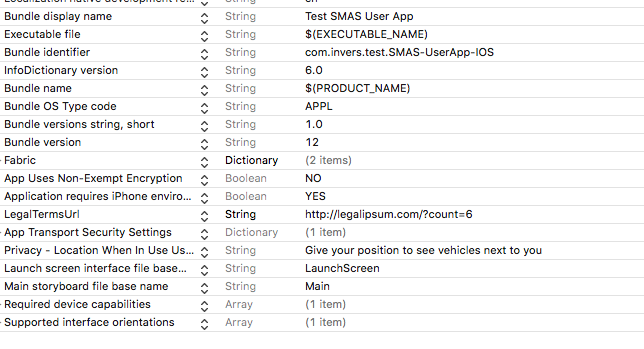 Localization native development re... String en
Bundle display name String Test SMAS User App
Executable file String $(EXECUTABLE_NAME)
Bundle identifier String com.invers.test.SMAS-UserApp-IOS
InfoDictionary version String 6.0
Bundle name String $(PRODUCT_NAME)
Bundle OS Type code String APPL
Bundle versions string, short String 1.0
Bundle version String 12
Fabric Dictionary (2 items)
App Uses Non-Exempt Encryption Boolean NO
Application requires iPhone enviro... Boolean YES
LegalTermsUrl String http://legalipsum.com/?count=6
App Transport Security Settings Dictionary (1 item)
Privacy - Location When In Use Us... String Give your position to see vehicles next to you
Launch screen interface file base... String LaunchScreen
Main storyboard file base name String Main
Required device capabilities Array (1 item)
Supported interface orientations Array (1 item)